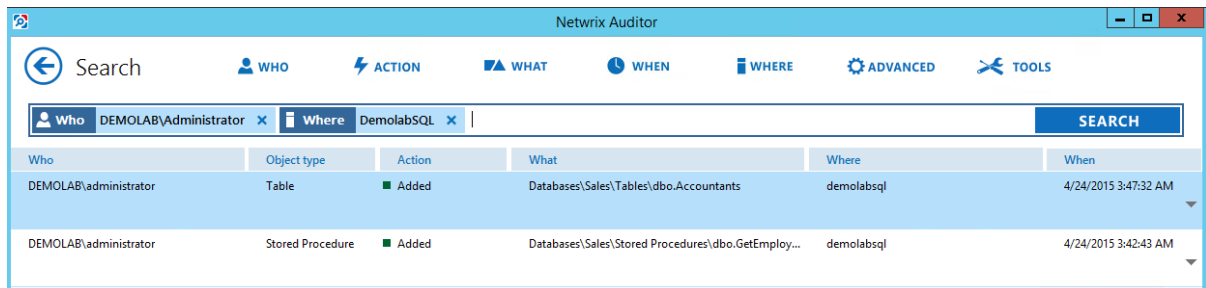 Netwrix Auditor
Search WHO ACTION WHAT WHEN WHERE ADVANCED TOOLS
Who DEMOLAB\Administrator × Where DemolabSQL × SEARCH
Who Object type Action What Where When
DEMOLAB\administrator Table Added Databases\Sales\Tables\dbo.Accountants demolabsql 4/24/2015 3:47:32 AM
DEMOLAB\administrator Stored Procedure Added Databases\Sales\Stored Procedures\dbo.GetEmploy... demolabsql 4/24/2015 3:42:43 AM